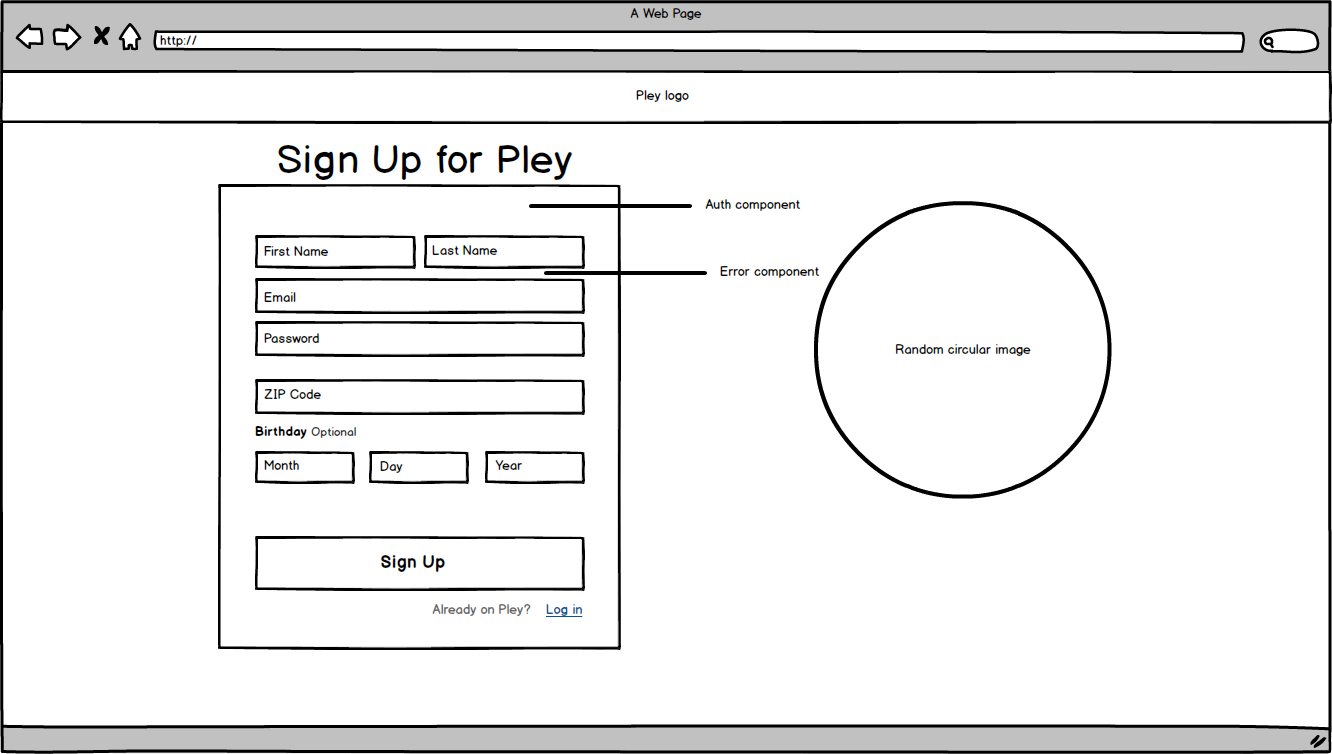 A Web Page
http://
Pley logo
Sign Up for Pley
Auth component
First Name
Last Name
Error component
Email
Password
Random circular image
ZIP Code
Birthday Optional
Month
Day
Year
Sign Up
Already on Pley? Log in